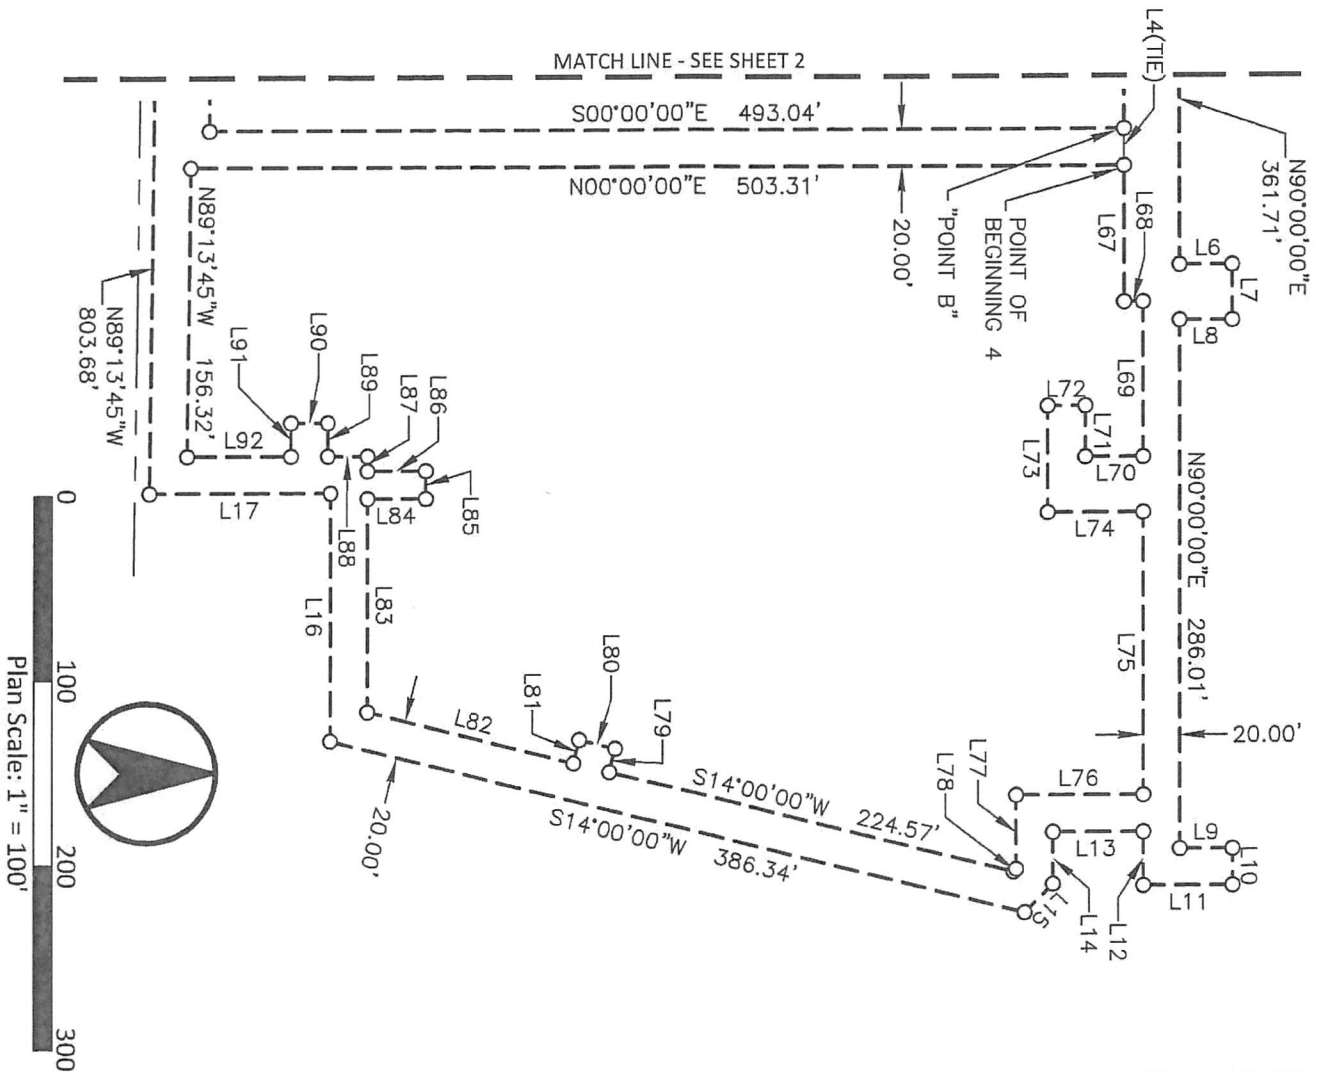 MATCH LINE - SEE SHEET 2
L4(TIE)
S00°00'00"E 493.04'
N00°00'00"E 503.31'
20.00'
"POINT B"
POINT OF
BEGINNING 4
N90°00'00"E
361.71'
L6
L7
L8
L67
L68
L69
L70
L71
L72
L73
L74
L75
N90°00'00"E 286.01'
20.00'
L9
L10
L11
L12
L13
L14
L15
L76
L77
L78
S14°00'00"W 224.57'
S14°00'00"W 386.34'
20.00'
L79
L80
L81
L82
L83
L84
L85
L86
L87
L88
L89
L90
L91
L92
L16
L17
N89°13'45"W 156.32'
N89°13'45"W
803.68'
0 100 200 300
Plan Scale: 1" = 100'